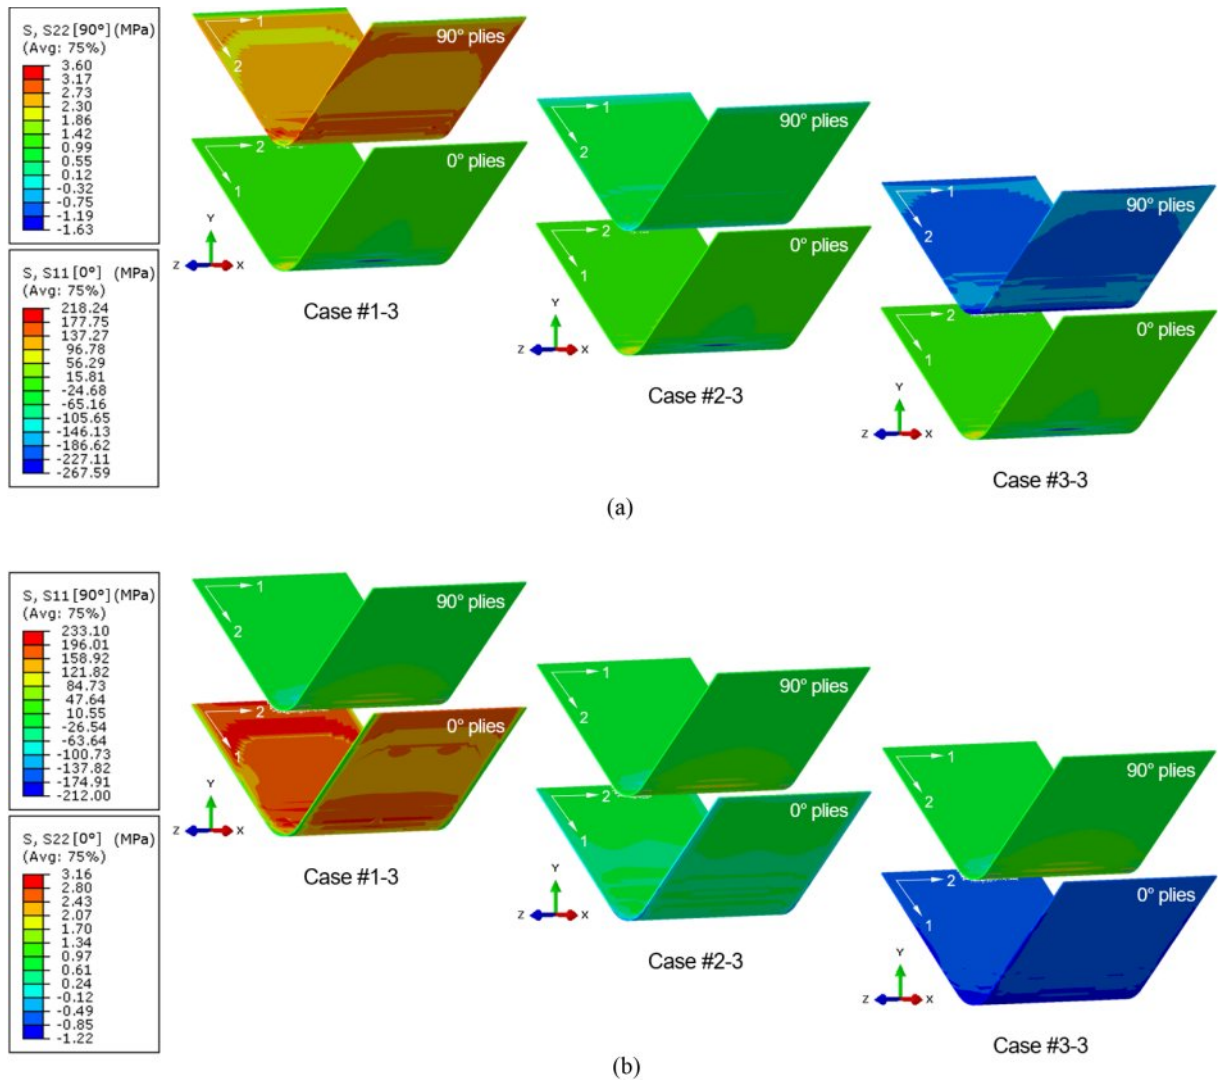 S, S22 [90°] (MPa)
(Avg: 75%)
3.60
3.17
2.73
2.30
1.86
1.42
0.99
0.55
0.12
-0.32
-0.75
-1.19
-1.63
S, S11 [0°] (MPa)
(Avg: 75%)
218.24
177.75
137.27
96.78
56.29
15.81
-24.68
-65.16
-105.65
-146.13
-186.62
-227.11
-267.59
1
2
90° plies
2
1
0° plies
Y
Z
X
Case #1-3
1
2
90° plies
2
1
0° plies
Y
Z
X
Case #2-3
1
2
90° plies
2
1
0° plies
Y
Z
X
Case #3-3
(a)
S, S11 [90°] (MPa)
(Avg: 75%)
233.10
196.01
158.92
121.82
84.73
47.64
10.55
-26.54
-63.64
-100.73
-137.82
-174.91
-212.00
S, S22 [0°] (MPa)
(Avg: 75%)
3.16
2.80
2.43
2.07
1.70
1.34
0.97
0.61
0.24
-0.12
-0.49
-0.85
-1.22
1
2
90° plies
2
1
0° plies
Y
Z
X
Case #1-3
1
2
90° plies
2
1
0° plies
Y
Z
X
Case #2-3
1
2
90° plies
2
1
0° plies
Y
Z
X
Case #3-3
(b)